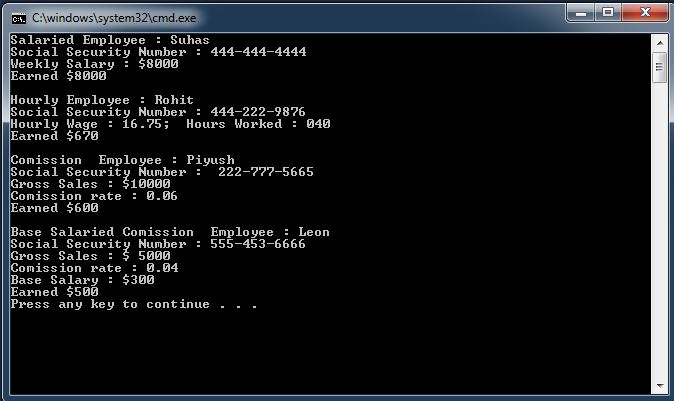 C:\windows\system32\cmd.exe
Salaried Employee : Suhas
Social Security Number : 444-444-4444
Weekly Salary : $8000
Earned $8000
Hourly Employee : Rohit
Social Security Number : 444-222-9876
Hourly Wage : 16.75;  Hours Worked : 040
Earned $670
Comission  Employee : Piyush
Social Security Number :  222-777-5665
Gross Sales : $10000
Comission rate : 0.06
Earned $600
Base Salaried Comission  Employee : Leon
Social Security Number : 555-453-6666
Gross Sales : $ 5000
Comission rate : 0.04
Base Salary : $300
Earned $500
Press any key to continue . . .